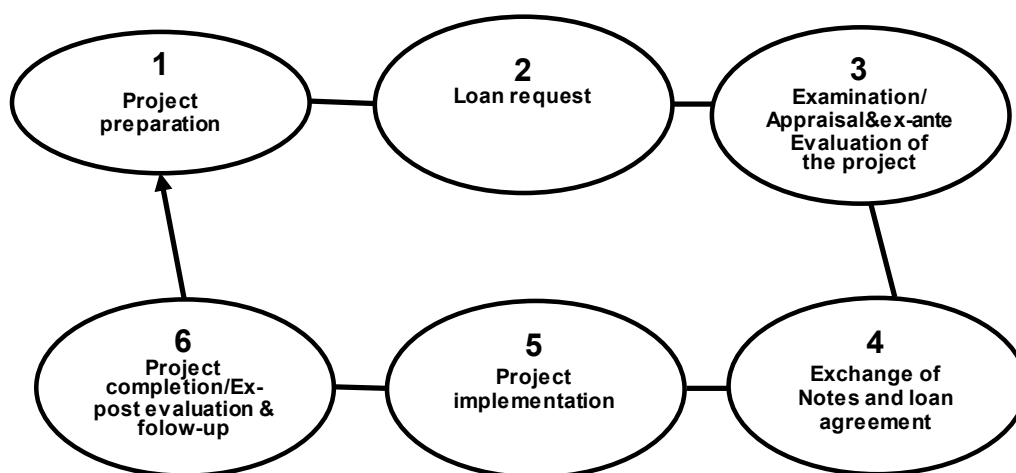 1
Project
preparation
2
Loan request
3
Examination/
Appraisal&ex-ante
Evaluation of
the project
4
Exchange of
Notes and loan
agreement
5
Project
implementation
6
Project
completion/Ex-
post evaluation &
folow-up